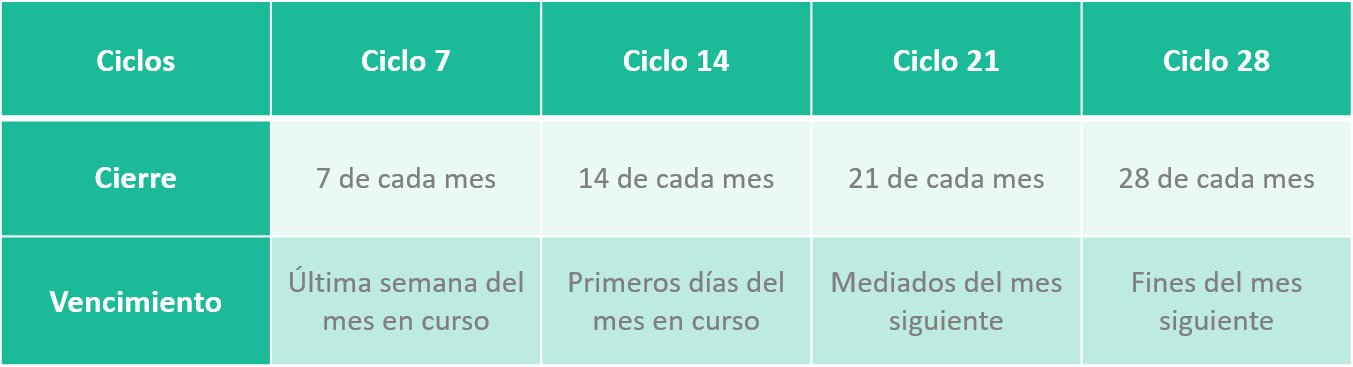 Ciclos Ciclo 7 Ciclo 14 Ciclo 21 Ciclo 28
Cierre 7 de cada mes 14 de cada mes 21 de cada mes 28 de cada mes
Vencimiento
Última semana del
mes en curso
Primeros días del
mes en curso
Mediados del mes
siguiente
Fines del mes
siguiente